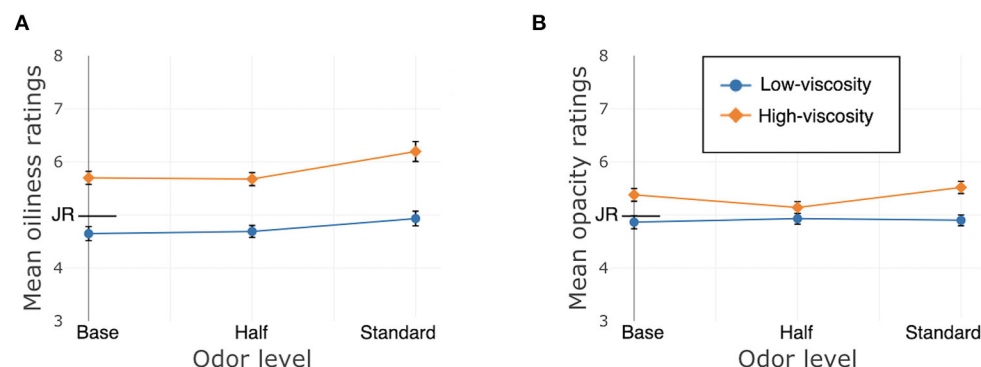 A
Mean oiliness ratings
8
7
6
JR
4
3
Base Half Standard
Odor level
B
Mean opacity ratings
8
7
6
JR
4
3
Low-viscosity
High-viscosity
Base Half Standard
Odor level